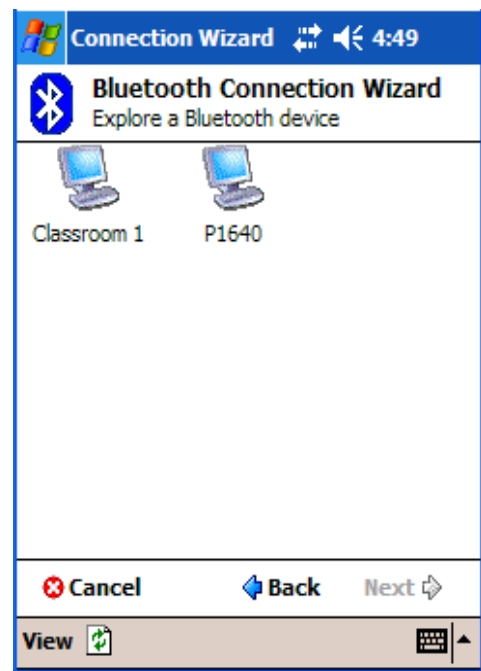 Connection Wizard 4:49
Bluetooth Connection Wizard
Explore a Bluetooth device
Classroom 1 P1640
Cancel Back Next
View